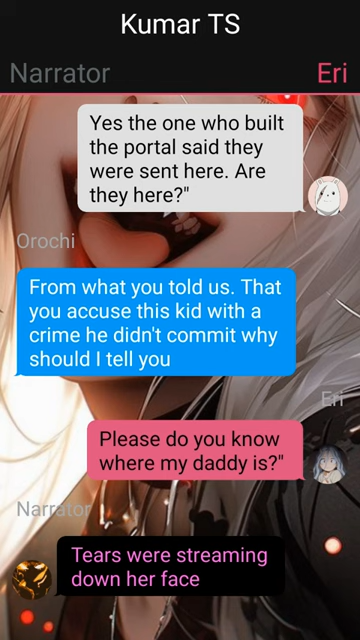 Kumar TS
Narrator
Eri
Yes the one who built
the portal said they
were sent here. Are
they here?"
Orochi
From what you told us. That
you accuse this kid with a
crime he didn't commit why
should I tell you
Eri
Please do you know
where my daddy is?"
Narrator
Tears were streaming
down her face